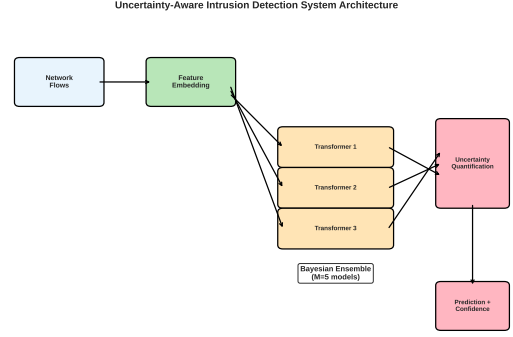 Uncertainty-Aware Intrusion Detection System Architecture
Network
Flows
Feature
Embedding
Transformer 1
Transformer 2
Transformer 3
Bayesian Ensemble
(M=5 models)
Uncertainty
Quantification
Prediction +
Confidence